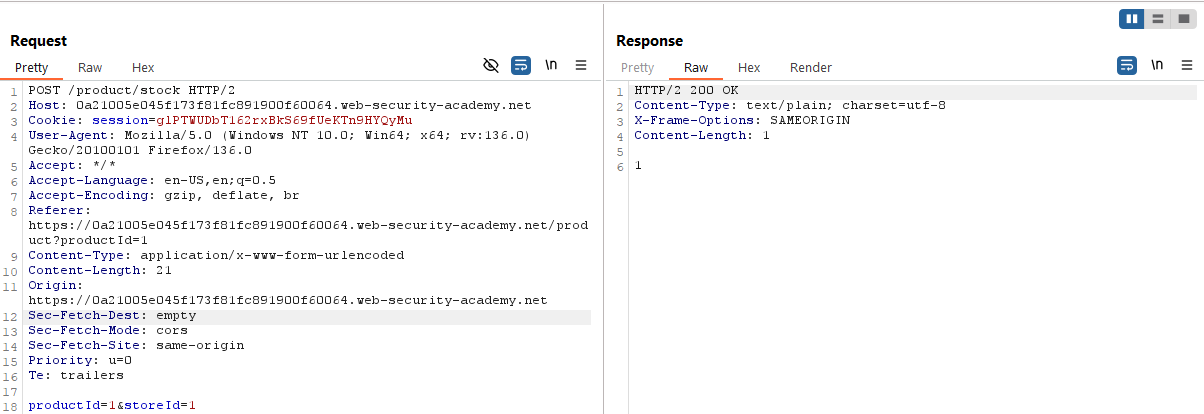 Request
Pretty Raw Hex
\n
1 POST /product/stock HTTP/2
2 Host: 0a21005e045f173f81fc891900f60064.web-security-academy.net
3 Cookie: session=glPTWUDbT162rxBkS69fUeKTn9HYQyMu
4 User-Agent: Mozilla/5.0 (Windows NT 10.0; Win64; x64; rv:136.0)
Gecko/20100101 Firefox/136.0
5 Accept: */*
6 Accept-Language: en-US,en;q=0.5
7 Accept-Encoding: gzip, deflate, br
8 Referer:
https://0a21005e045f173f81fc891900f60064.web-security-academy.net/prod
uct?productId=1
9 Content-Type: application/x-www-form-urlencoded
10 Content-Length: 21
11 Origin:
https://0a21005e045f173f81fc891900f60064.web-security-academy.net
12 Sec-Fetch-Dest: empty
13 Sec-Fetch-Mode: cors
14 Sec-Fetch-Site: same-origin
15 Priority: u=0
16 Te: trailers
17
18 productId=1&storeId=1
Response
Pretty Raw Hex Render
\n
1 HTTP/2 200 OK
2 Content-Type: text/plain; charset=utf-8
3 X-Frame-Options: SAMEORIGIN
4 Content-Length: 1
5
6 1